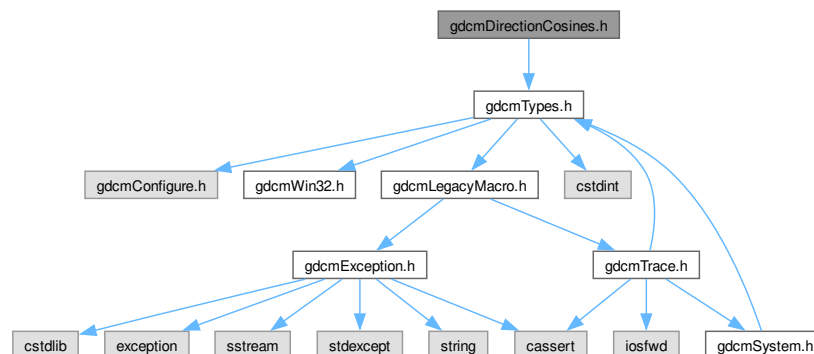 gdcmDirectionCosines.h
gdcmTypes.h
gdcmConfigure.h
gdcmWin32.h
gdcmLegacyMacro.h
cstdint
gdcmException.h
gdcmTrace.h
cstdlib
exception
sstream
stdexcept
string
cassert
iosfwd
gdcmSystem.h